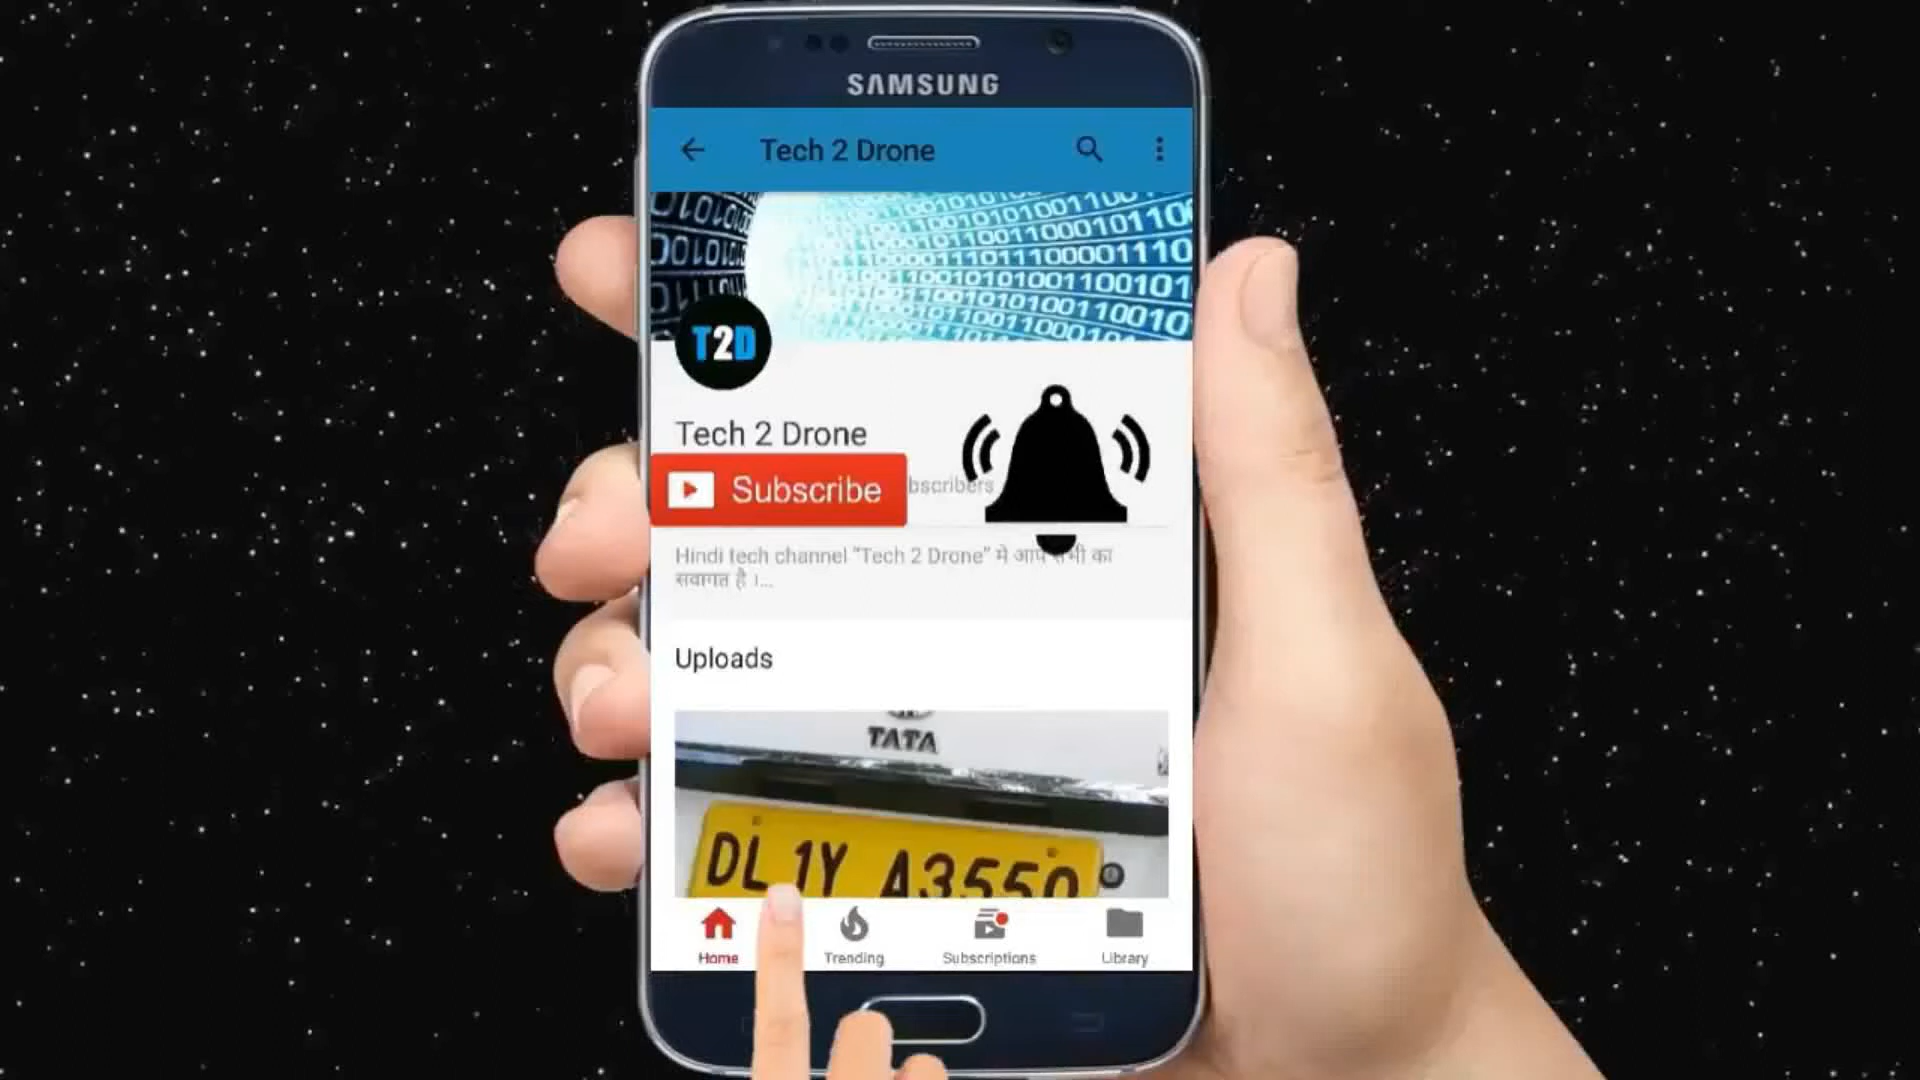 SAMSUNG
Tech 2 Drone
T2D
Tech 2 Drone
Subscribe
bscribers
Hindi tech channel "Tech 2 Drone" मे आप सभी का
सवागत है ।...
Uploads
TATA
DL 1Y A3550
Home
Trending
Subscriptions
Library